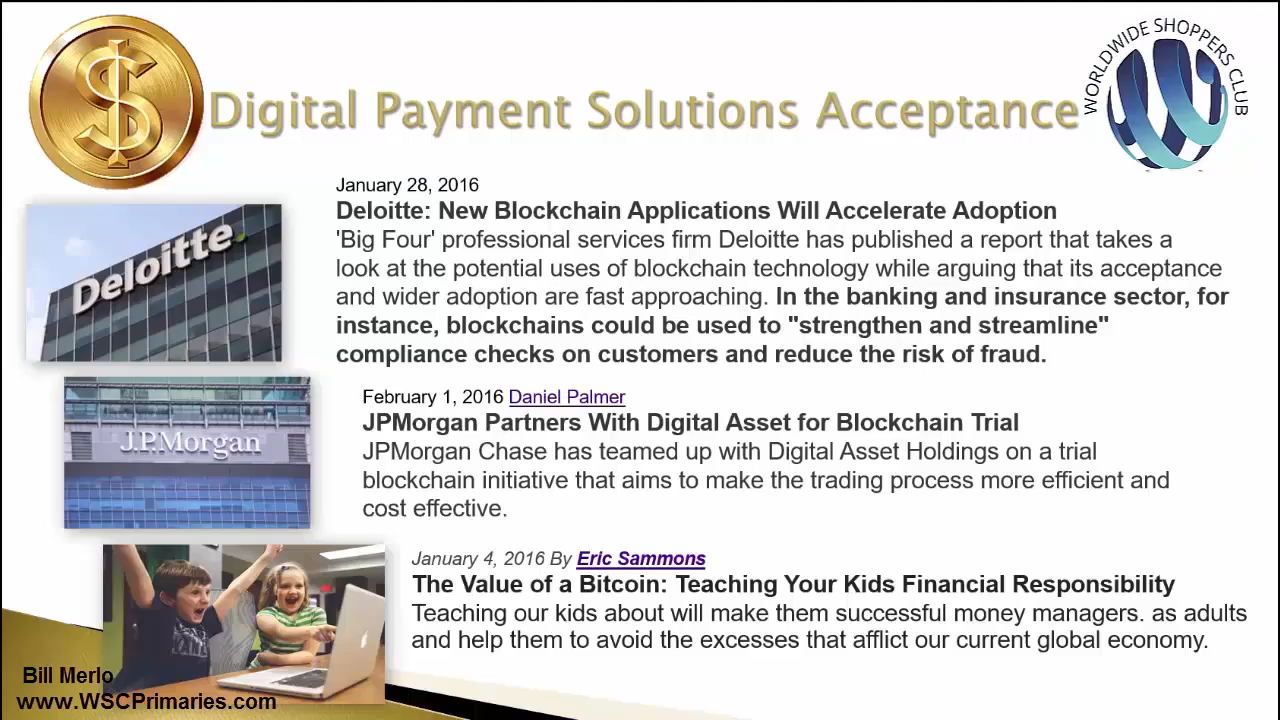 WORLDWIDE SHOPPERS CLUB
Digital Payment Solutions Acceptance
January 28, 2016
Deloitte: New Blockchain Applications Will Accelerate Adoption
'Big Four' professional services firm Deloitte has published a report that takes a
look at the potential uses of blockchain technology while arguing that its acceptance
and wider adoption are fast approaching. In the banking and insurance sector, for
instance, blockchains could be used to "strengthen and streamline"
compliance checks on customers and reduce the risk of fraud.
Deloitte.
February 1, 2016 Daniel Palmer
JPMorgan Partners With Digital Asset for Blockchain Trial
JPMorgan Chase has teamed up with Digital Asset Holdings on a trial
blockchain initiative that aims to make the trading process more efficient and
cost effective.
J.P.Morgan
January 4, 2016 By Eric Sammons
The Value of a Bitcoin: Teaching Your Kids Financial Responsibility
Teaching our kids about will make them successful money managers. as adults
and help them to avoid the excesses that afflict our current global economy.
Bill Merlo
www.WSCPrimaries.com